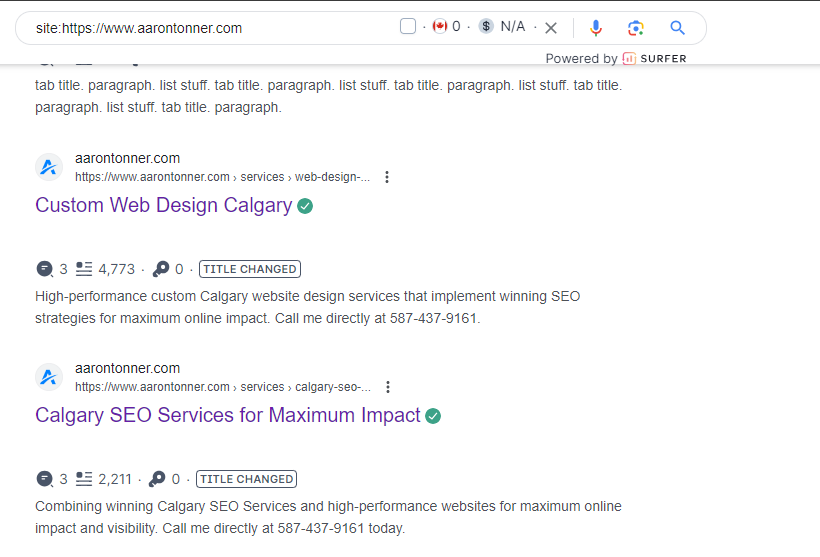 site:https://www.aarontonner.com · 0 · $ N/A ·
Powered by SURFER
tab title. paragraph. list stuff. tab title. paragraph. list stuff. tab title. paragraph. list stuff. tab title.
paragraph. list stuff. tab title. paragraph.
aarontonner.com
https://www.aarontonner.com › services › web-design-...
Custom Web Design Calgary
3 4,773 · 0 · TITLE CHANGED
High-performance custom Calgary website design services that implement winning SEO
strategies for maximum online impact. Call me directly at 587-437-9161.
aarontonner.com
https://www.aarontonner.com › services › calgary-seo-...
Calgary SEO Services for Maximum Impact
3 2,211 · 0 · TITLE CHANGED
Combining winning Calgary SEO Services and high-performance websites for maximum online
impact and visibility. Call me directly at 587-437-9161 today.